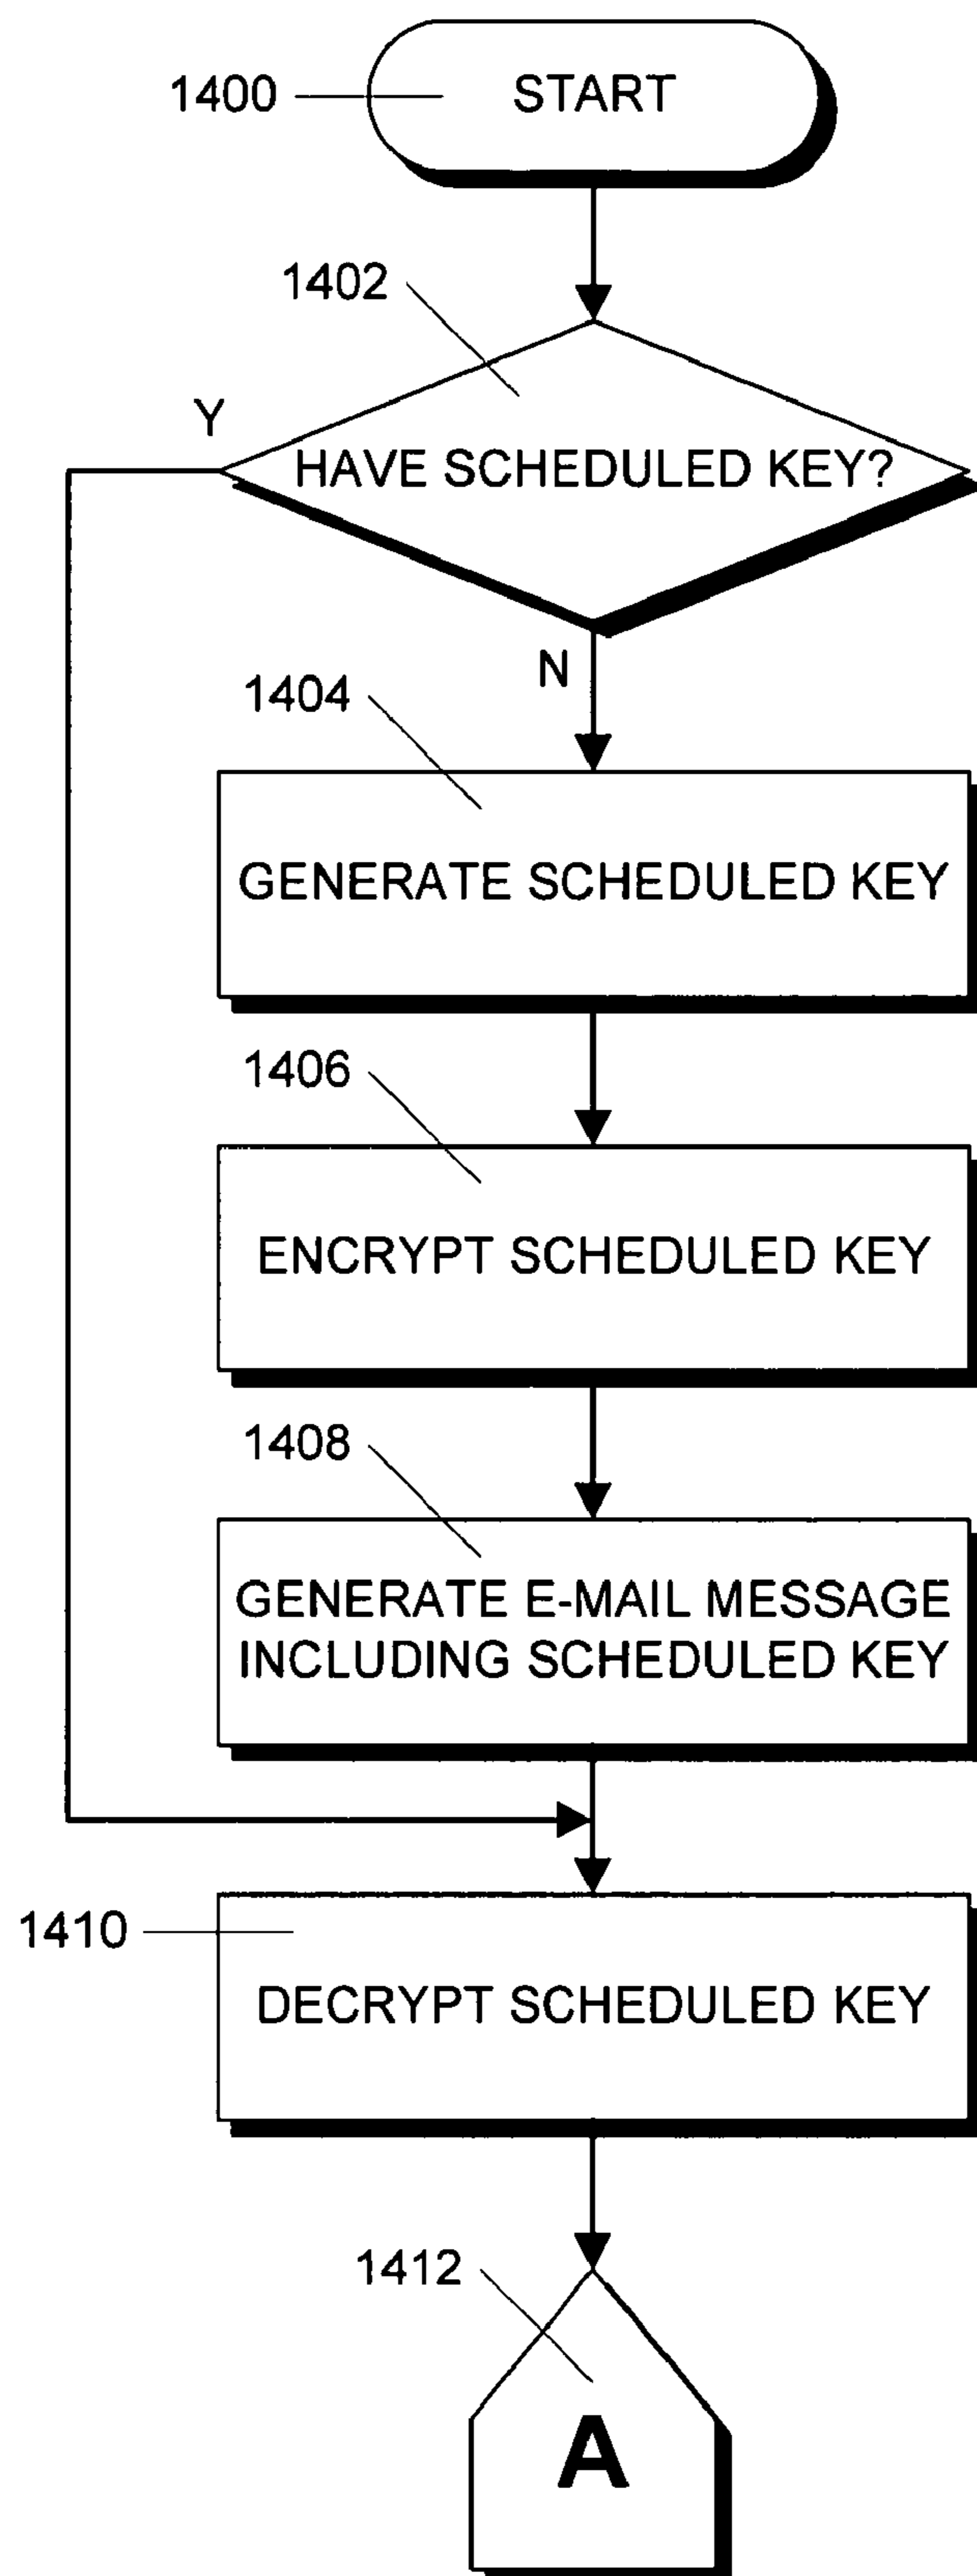 1400
START
1402
Y
HAVE SCHEDULED KEY?
N
1404
GENERATE SCHEDULED KEY
1406
ENCRYPT SCHEDULED KEY
1408
GENERATE E-MAIL MESSAGE
INCLUDING SCHEDULED KEY
1410
DECRYPT SCHEDULED KEY
1412
A